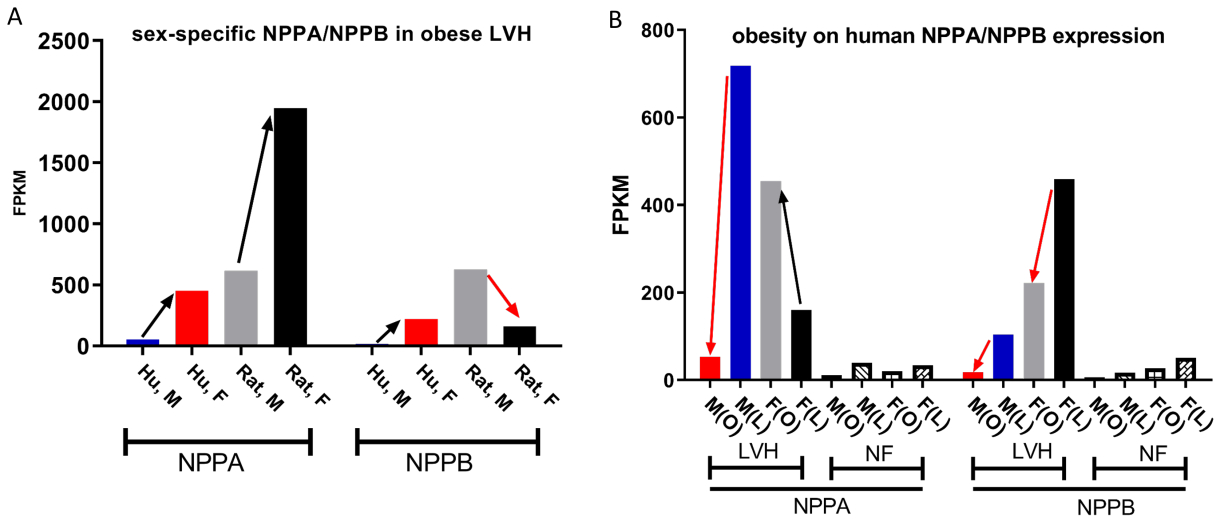 A
sex-specific NPPA/NPPB in obese LVH
FPKM
2500
2000
1500
1000
500
0
Hu, M
Hu, F
Rat, M
Rat, F
Hu, M
Hu, F
Rat, M
Rat, F
NPPA
NPPB
B
obesity on human NPPA/NPPB expression
FPKM
800
600
400
200
0
M(O)
M(L)
F(O)
F(L)
M(O)
M(L)
F(O)
F(L)
M(O)
M(L)
F(O)
F(L)
M(O)
M(L)
F(O)
F(L)
LVH
NF
LVH
NF
NPPA
NPPB